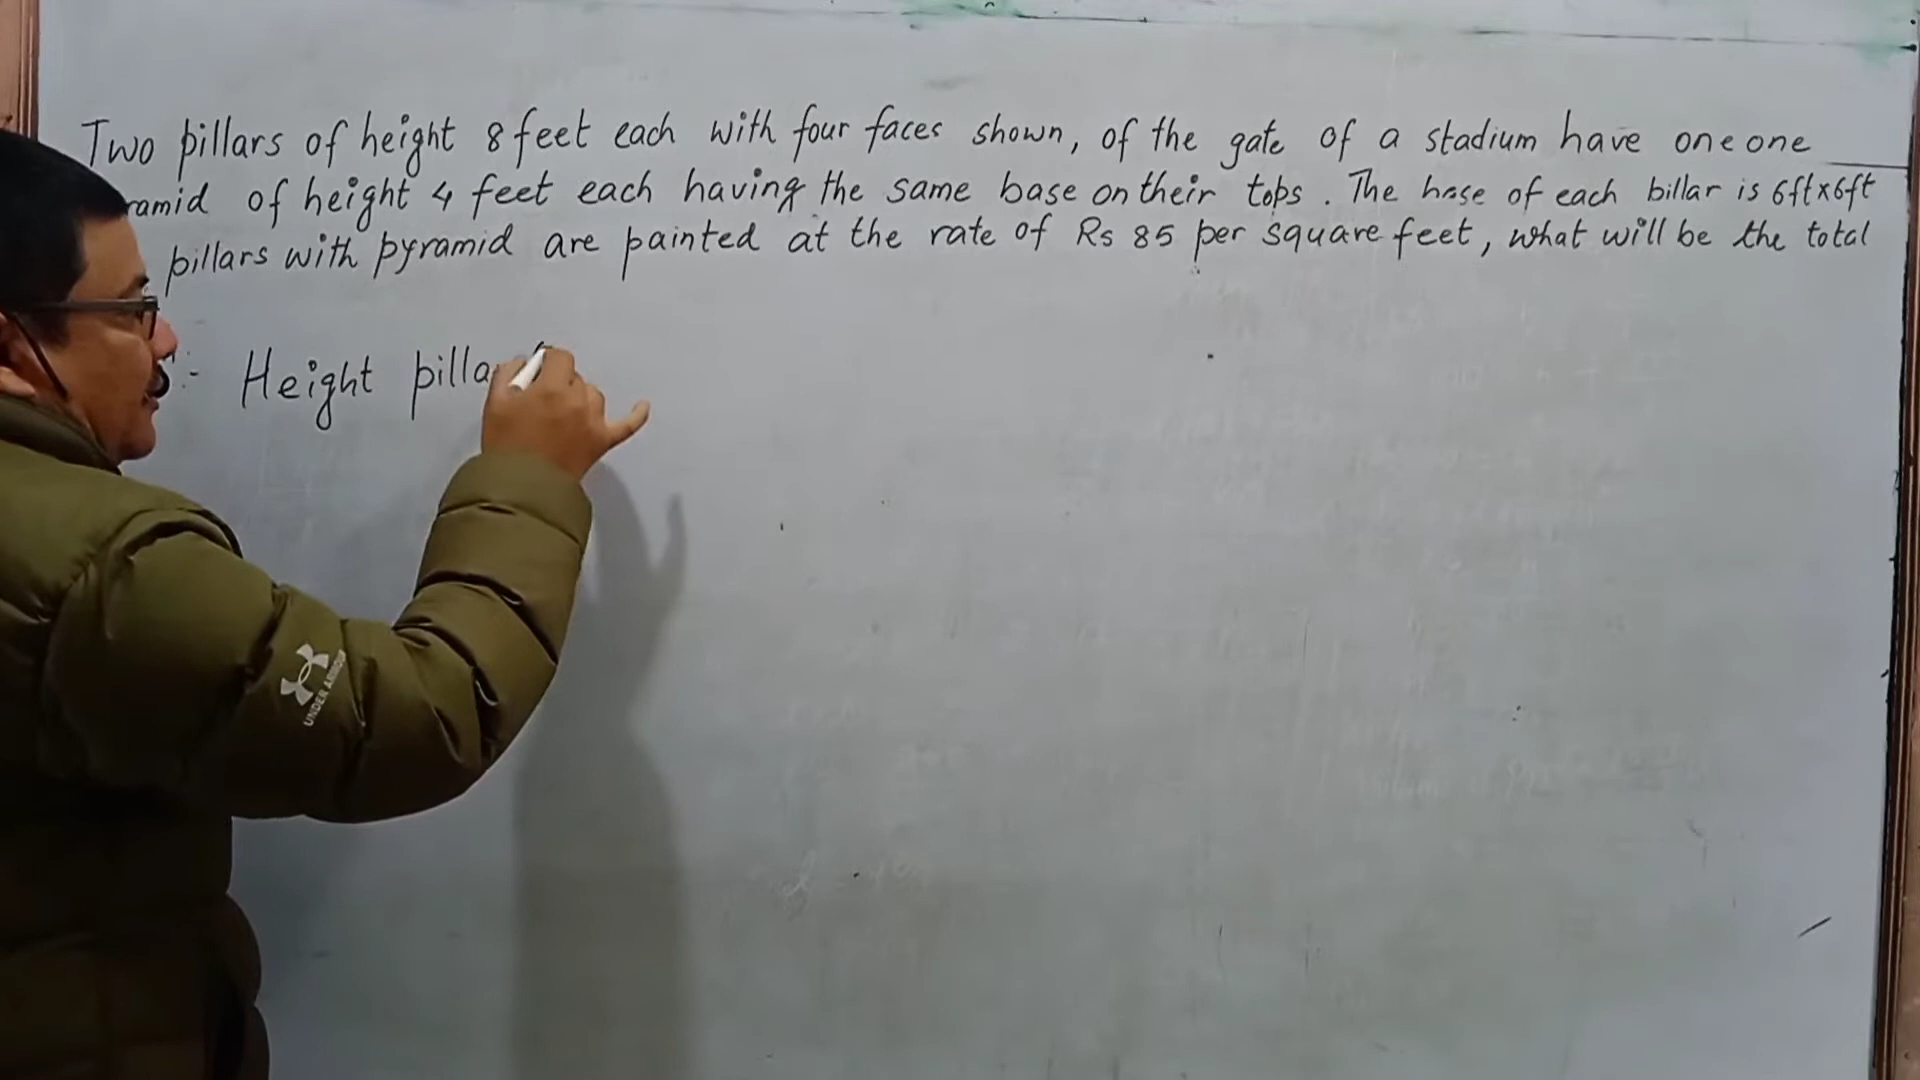 Two pillars of height 8 feet each with four faces shown, of the gate of a stadium have one one
ramid of height 4 feet each having the same base on their tops. The base of each billar is 6ft×6ft
pillars with pyramid are painted at the rate of Rs 85 per square feet, what will be the total
:- Height pilla
UNDER ARMOUR